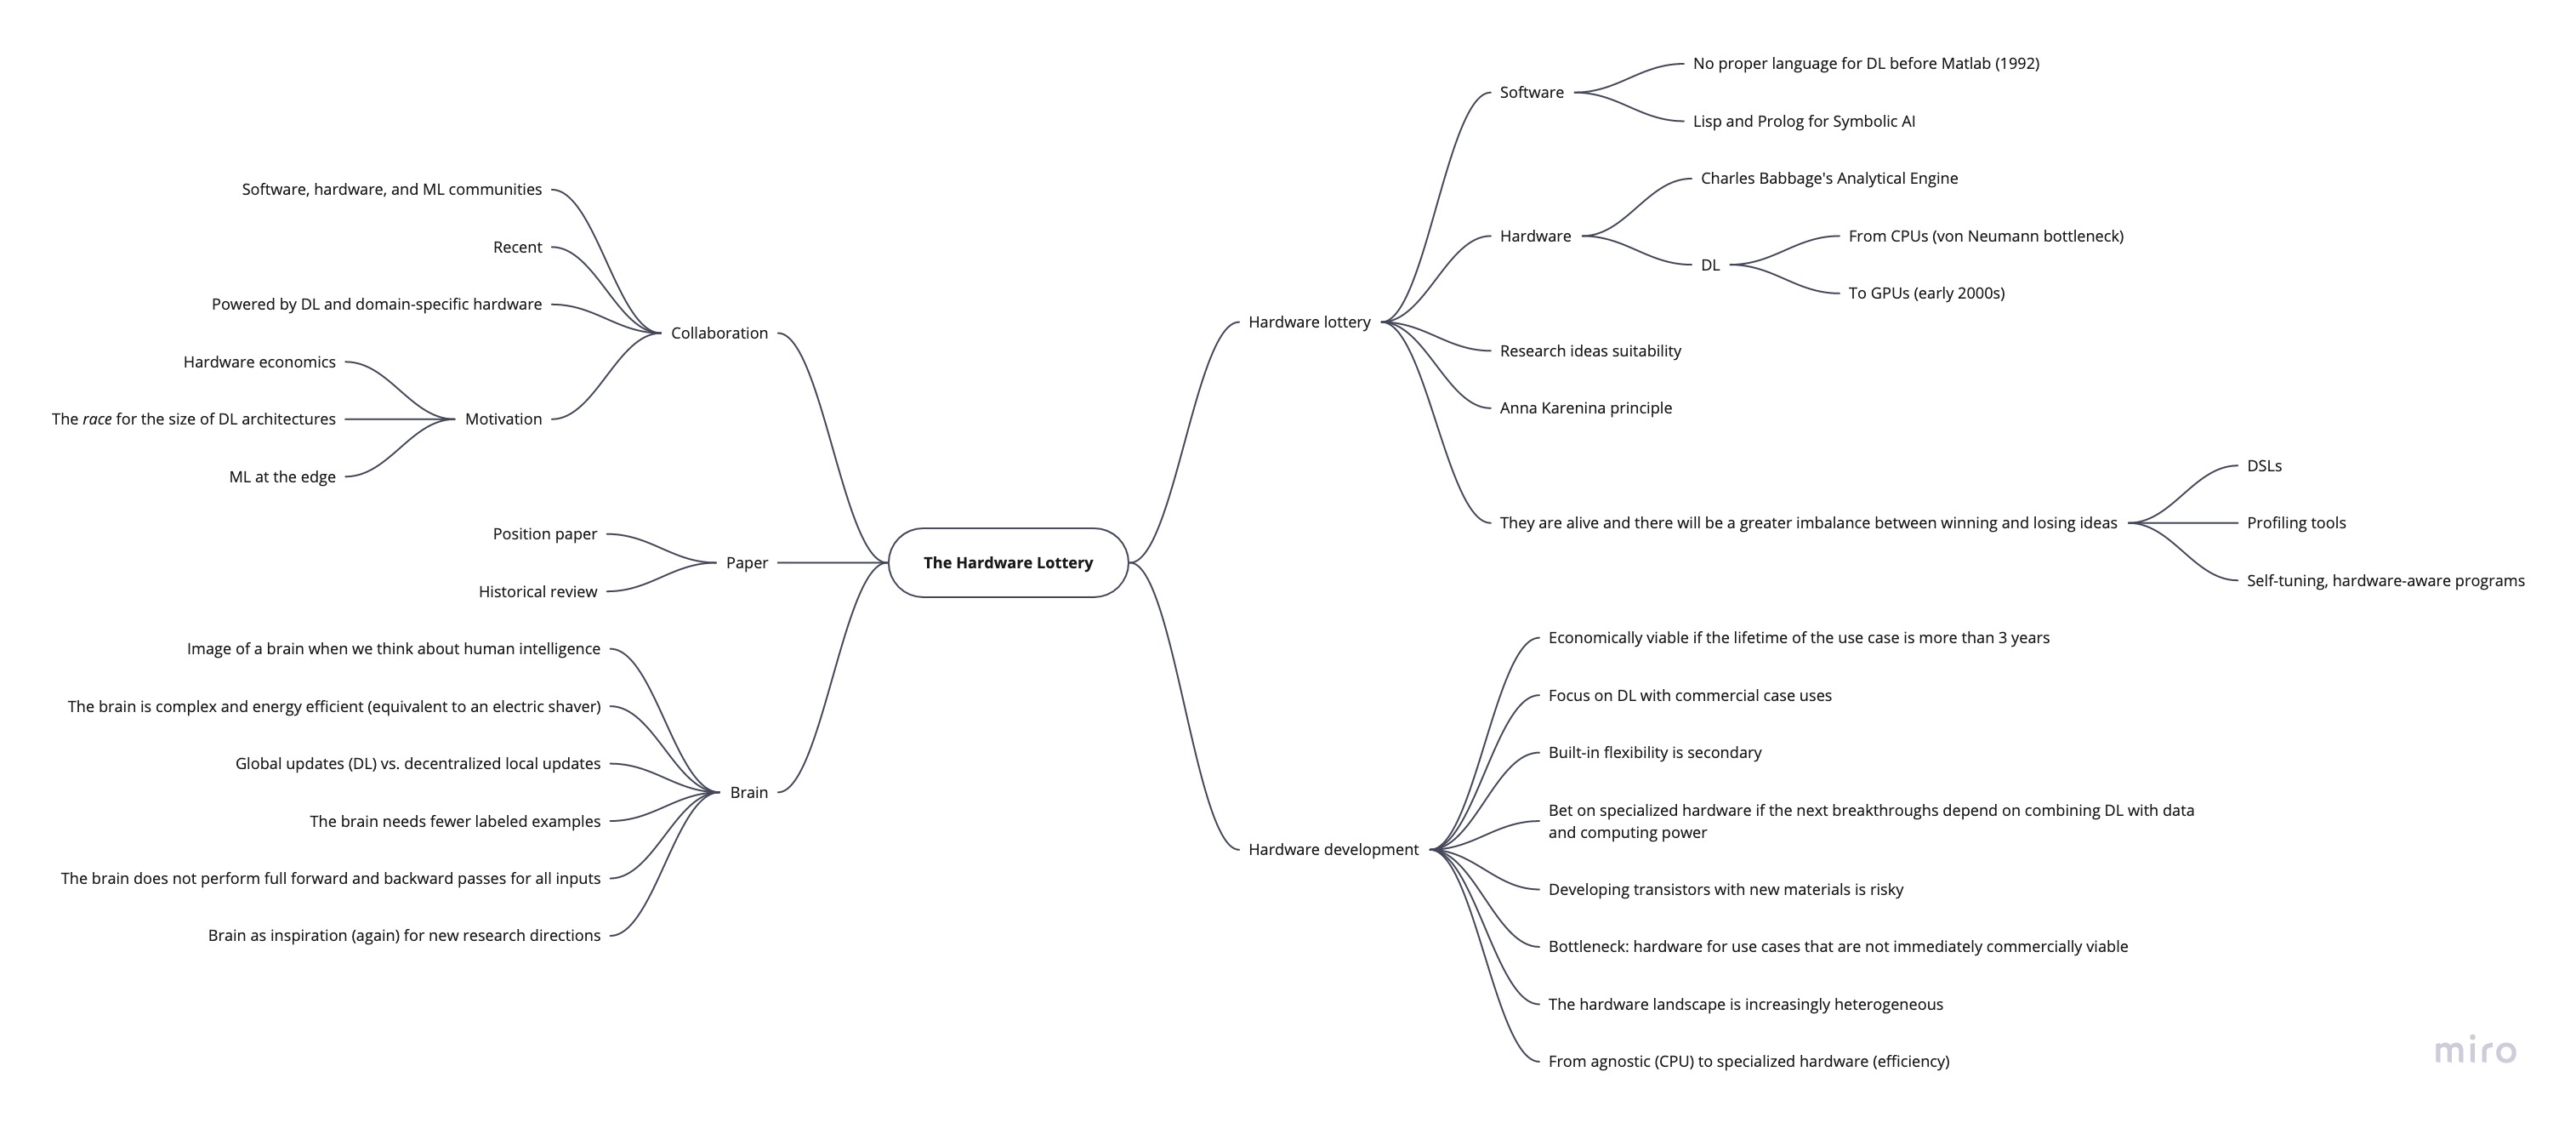 The Hardware Lottery
Collaboration
Software, hardware, and ML communities
Recent
Powered by DL and domain-specific hardware
Motivation
Hardware economics
The race for the size of DL architectures
ML at the edge
Paper
Position paper
Historical review
Brain
Image of a brain when we think about human intelligence
The brain is complex and energy efficient (equivalent to an electric shaver)
Global updates (DL) vs. decentralized local updates
The brain needs fewer labeled examples
The brain does not perform full forward and backward passes for all inputs
Brain as inspiration (again) for new research directions
Hardware lottery
Software
No proper language for DL before Matlab (1992)
Lisp and Prolog for Symbolic AI
Hardware
Charles Babbage's Analytical Engine
DL
From CPUs (von Neumann bottleneck)
To GPUs (early 2000s)
Research ideas suitability
Anna Karenina principle
They are alive and there will be a greater imbalance between winning and losing ideas
DSLs
Profiling tools
Self-tuning, hardware-aware programs
Hardware development
Economically viable if the lifetime of the use case is more than 3 years
Focus on DL with commercial case uses
Built-in flexibility is secondary
Bet on specialized hardware if the next breakthroughs depend on combining DL with data
and computing power
Developing transistors with new materials is risky
Bottleneck: hardware for use cases that are not immediately commercially viable
The hardware landscape is increasingly heterogeneous
From agnostic (CPU) to specialized hardware (efficiency)
miro